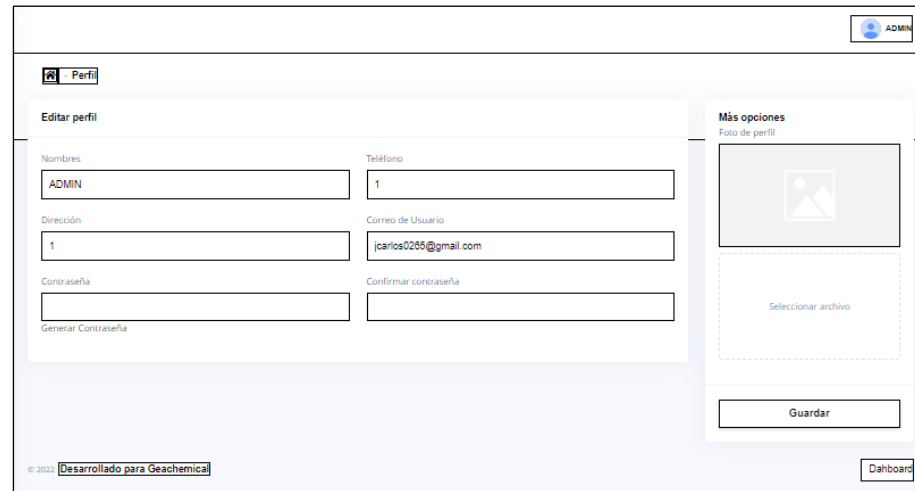 ADMIN
- Perfil
Editar perfil
Más opciones
Foto de perfil
Nombres
Teléfono
ADMIN
1
Dirección
Correo de Usuario
1
jcarlos0265@gmail.com
Contraseña
Confirmar contraseña
Generar Contraseña
Seleccionar archivo
Guardar
© 2022 Desarrollado para Geachemical
Dahboard